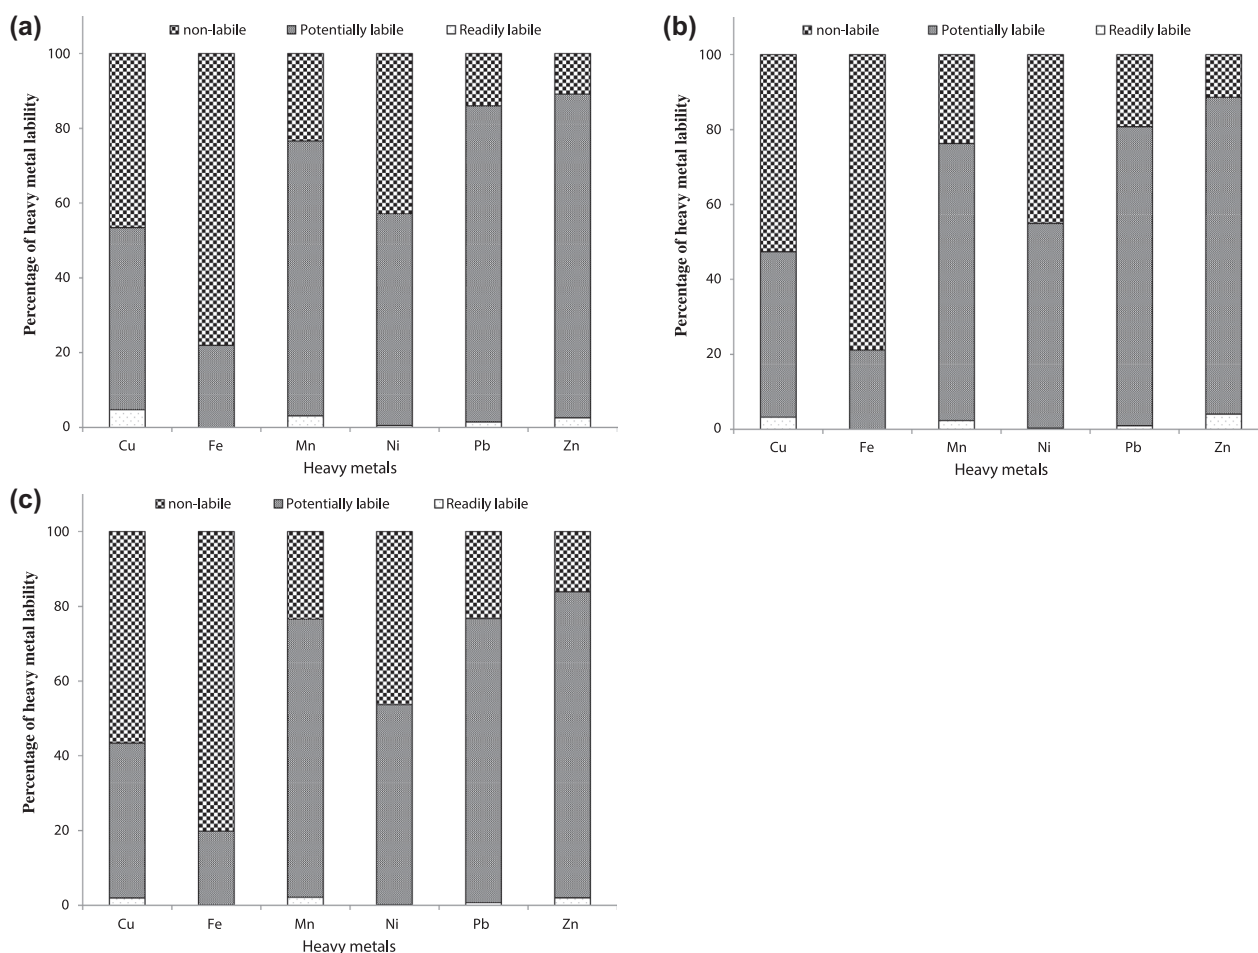 (a)
non-labile Potentially labile Readily labile
100
80
60
40
20
0
Percentage of heavy metal lability
Cu Fe Mn Ni Pb Zn
Heavy metals
(b)
non-labile Potentially labile Readily labile
100
80
60
40
20
0
Percentage of heavy metal lability
Cu Fe Mn Ni Pb Zn
Heavy metals
(c)
non-labile Potentially labile Readily labile
100
80
60
40
20
0
Percentage of heavy metal lability
Cu Fe Mn Ni Pb Zn
Heavy metals